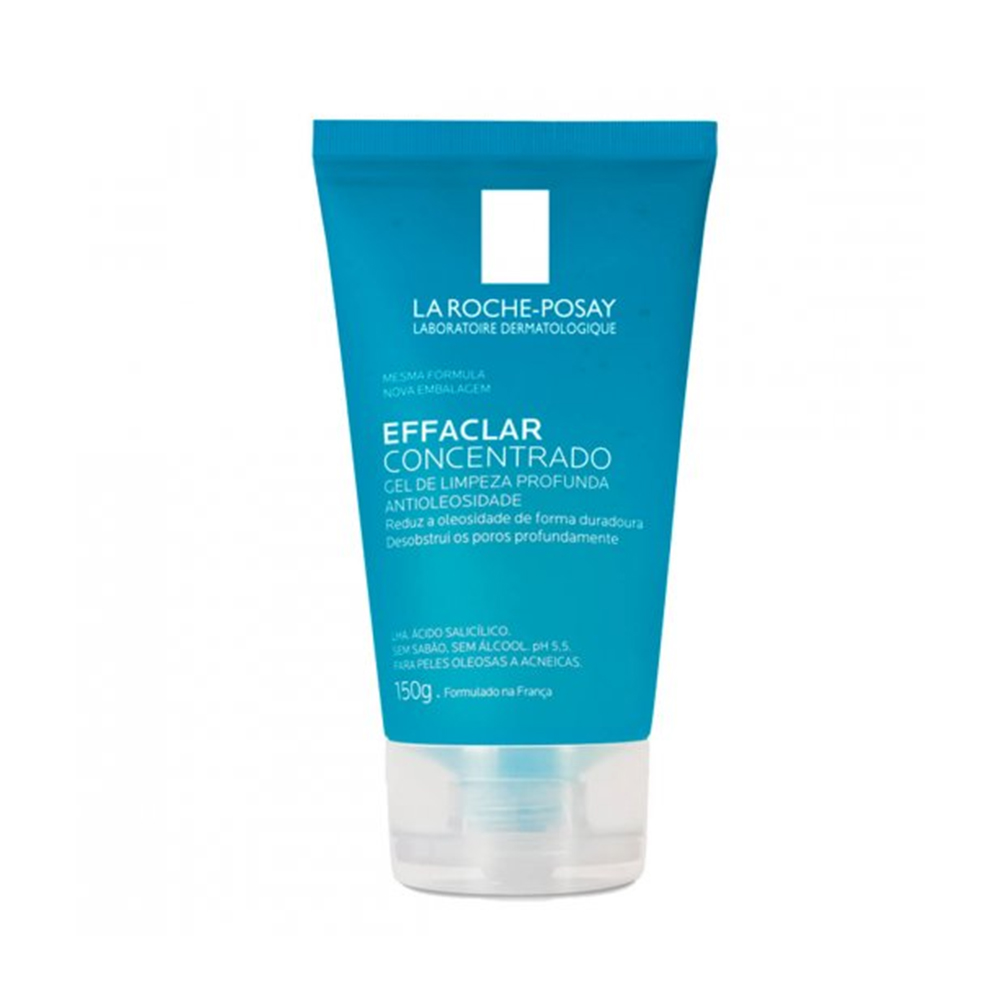 LA ROCHE-POSAY
LABORATOIRE DERMATOLOGIQUE
MESMA FÓRMULA
NOVA EMBALAGEM
EFFACLAR
CONCENTRADO
GEL DE LIMPEZA PROFUNDA
ANTIOLEOSIDADE
Reduz a oleosidade de forma duradoura
Desobstrui os poros profundamente
LHA. ÁCIDO SALICÍLICO.
SEM SABÃO, SEM ÁLCOOL. pH 5,5.
PARA PELES OLEOSAS A ACNEICAS.
150g. Formulado na França